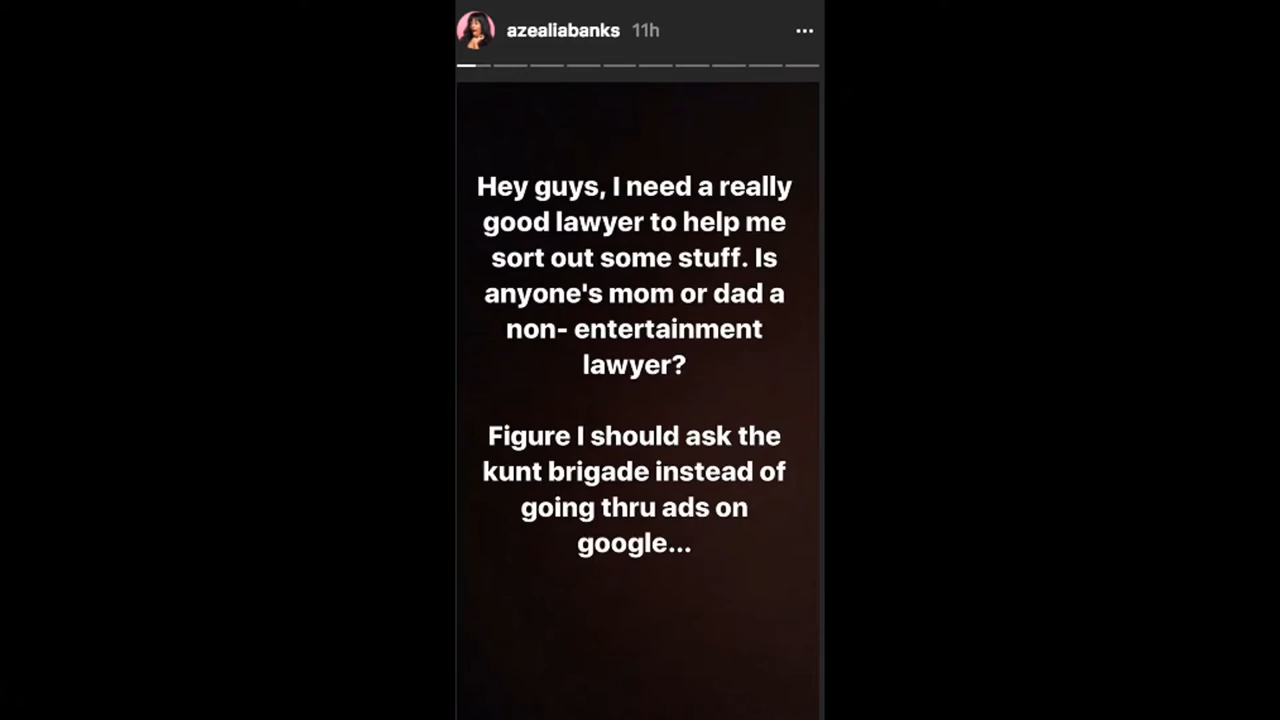 azealiabanks 11h
Hey guys, I need a really
good lawyer to help me
sort out some stuff. Is
anyone's mom or dad a
non- entertainment
lawyer?
Figure I should ask the
kunt brigade instead of
going thru ads on
google...